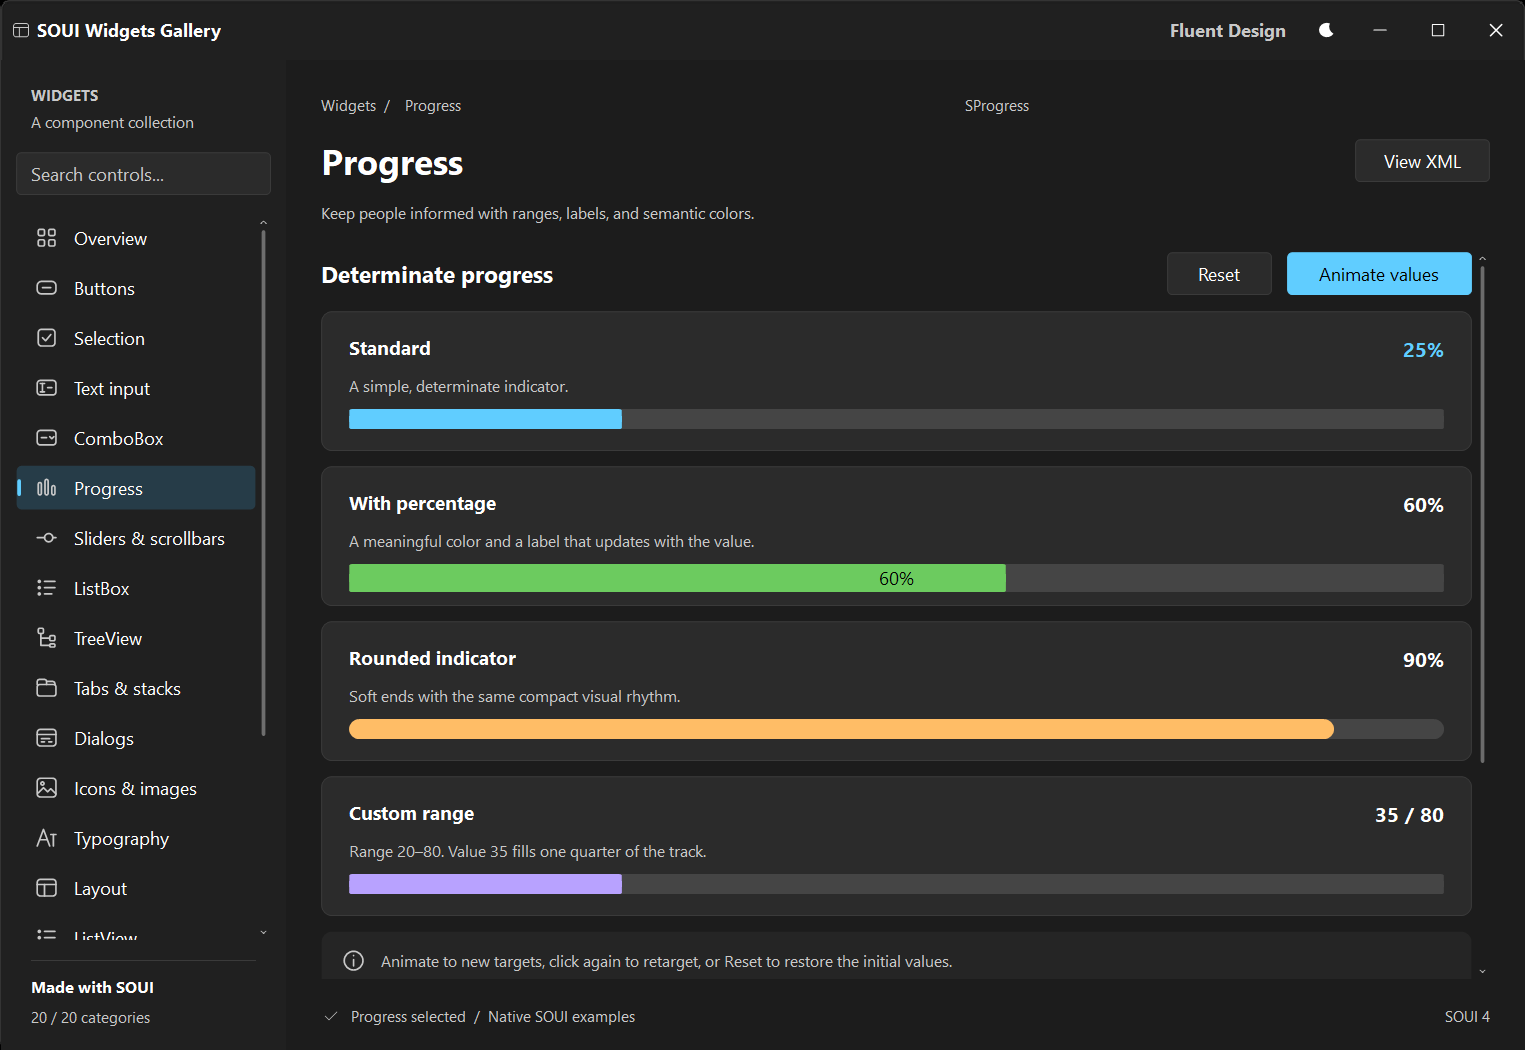 SOUI Widgets Gallery
Fluent Design
WIDGETS
A component collection
Search controls...
Overview
Buttons
Selection
Text input
ComboBox
Progress
Sliders & scrollbars
ListBox
TreeView
Tabs & stacks
Dialogs
Icons & images
Typography
Layout
ListView
Made with SOUI
20 / 20 categories
Widgets / Progress
SProgress
Progress
View XML
Keep people informed with ranges, labels, and semantic colors.
Determinate progress
Reset
Animate values
Standard
25%
A simple, determinate indicator.
With percentage
60%
A meaningful color and a label that updates with the value.
60%
Rounded indicator
90%
Soft ends with the same compact visual rhythm.
Custom range
35 / 80
Range 20–80. Value 35 fills one quarter of the track.
Animate to new targets, click again to retarget, or Reset to restore the initial values.
Progress selected / Native SOUI examples
SOUI 4